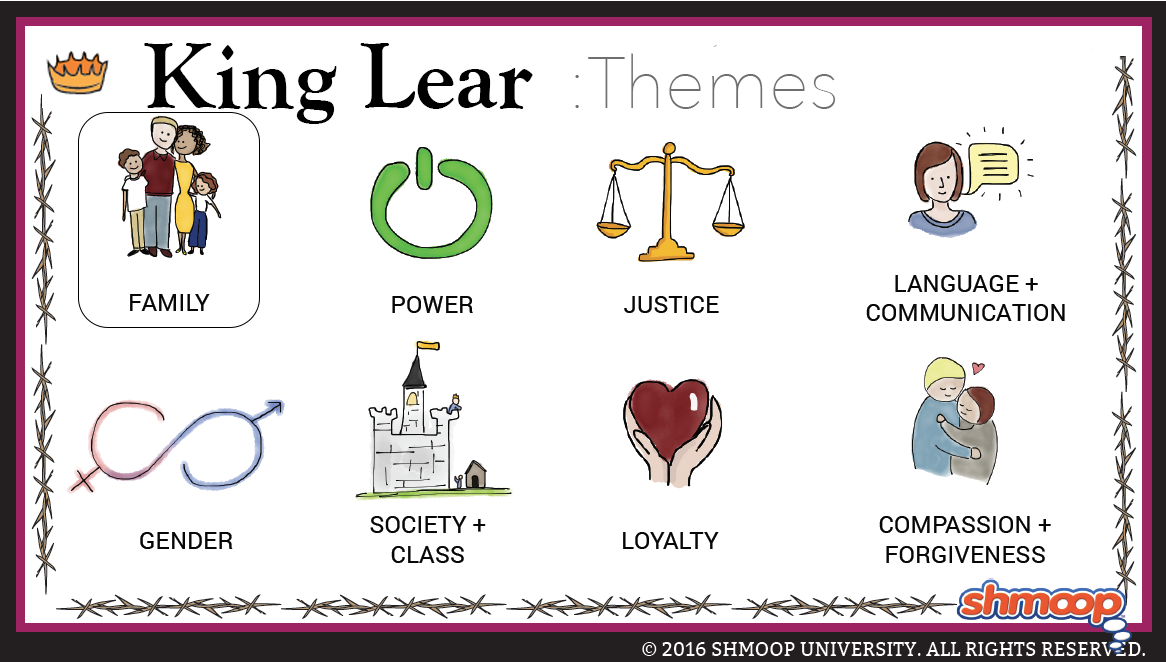 King Lear :Themes
FAMILY
POWER
JUSTICE
LANGUAGE +
COMMUNICATION
GENDER
SOCIETY +
CLASS
LOYALTY
COMPASSION +
FORGIVENESS
shmoop
© 2016 SHMOOP UNIVERSITY. ALL RIGHTS RESERVED.